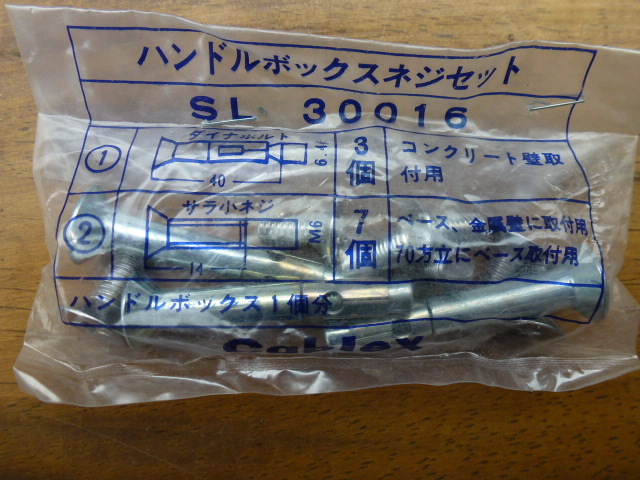 ハンドルボックスネジセット
SL 30016
① ダイナボルト 40 6.4 3個 コンクリート壁取付用
② サラ小ネジ 14 M6 7個 ベース、金属壁に取付用
70方立にベース取付用
ハンドルボックス1個分